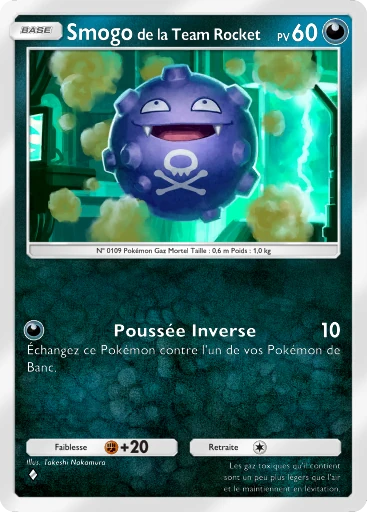 BASE
Smogo de la Team Rocket PV 60
N° 0109 Pokémon Gaz Mortel Taille : 0,6 m Poids : 1,0 kg
Poussée Inverse 10
Échangez ce Pokémon contre l'un de vos Pokémon de
Banc.
Faiblesse +20 Retraite
Illus. Takeshi Nakamura
Les gaz toxiques qu'il contient
sont un peu plus légers que l'air
et le maintiennent en lévitation.